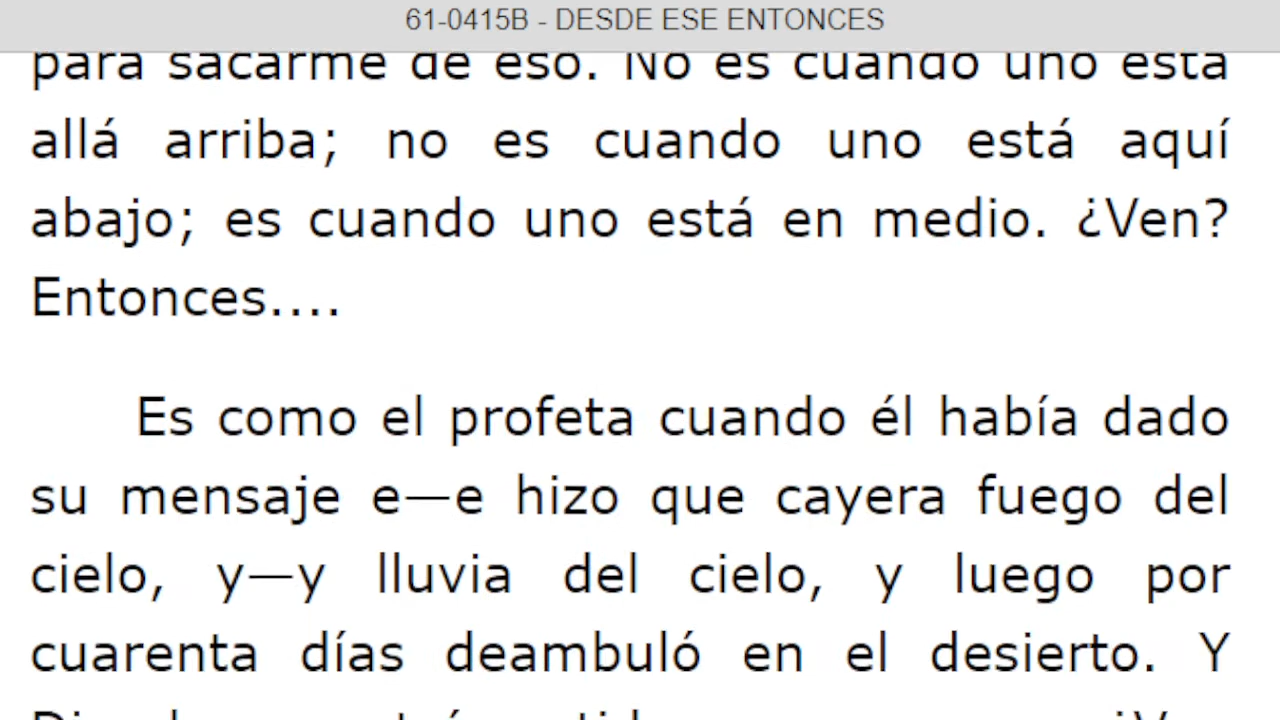 61-0415B - DESDE ESE ENTONCES
para sacarme de eso. No es cuando uno está
allá arriba; no es cuando uno está aquí
abajo; es cuando uno está en medio. ¿Ven?
Entonces....
Es como el profeta cuando él había dado
su mensaje e—e hizo que cayera fuego del
cielo, y—y lluvia del cielo, y luego por
cuarenta días deambuló en el desierto. Y